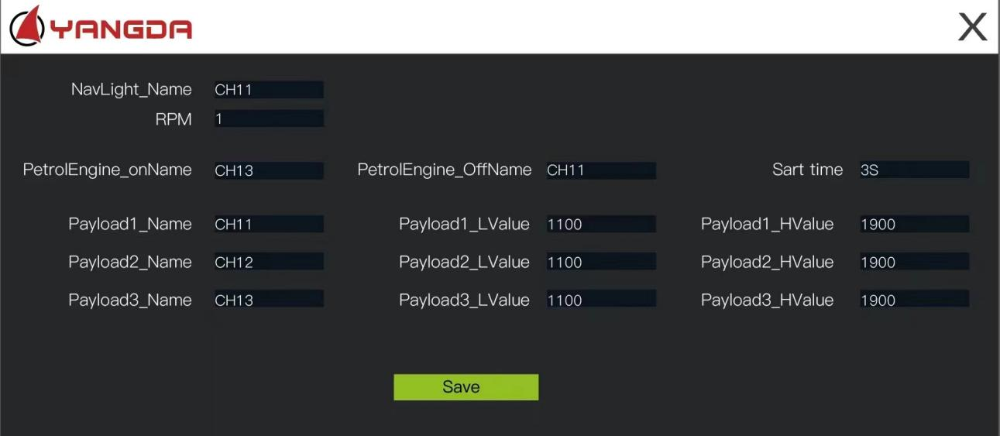 YANGDA X
NavLight_Name CH11
RPM 1
PetrolEngine_onName CH13 PetrolEngine_OffName CH11 Sart time 3S
Payload1_Name CH11 Payload1_LValue 1100 Payload1_HValue 1900
Payload2_Name CH12 Payload2_LValue 1100 Payload2_HValue 1900
Payload3_Name CH13 Payload3_LValue 1100 Payload3_HValue 1900
Save